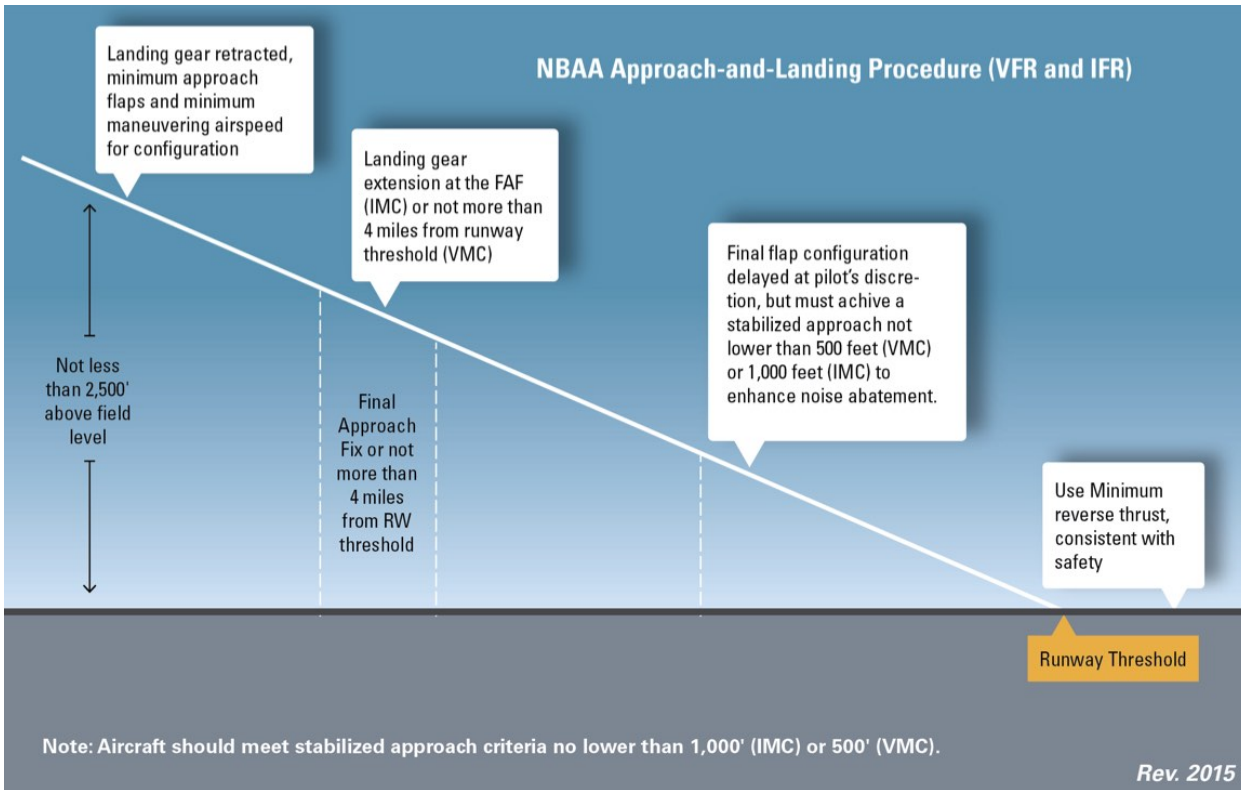 NBAA Approach-and-Landing Procedure (VFR and IFR)
Landing gear retracted,
minimum approach
flaps and minimum
maneuvering airspeed
for configuration
Landing gear
extension at the FAF
(IMC) or not more than
4 miles from runway
threshold (VMC)
Final flap configuration
delayed at pilot's discre-
tion, but must achive a
stabilized approach not
lower than 500 feet (VMC)
or 1,000 feet (IMC) to
enhance noise abatement.
Not less
than 2,500'
above field
level
Final
Approach
Fix or not
more than
4 miles
from RW
threshold
Use Minimum
reverse thrust,
consistent with
safety
Runway Threshold
Note: Aircraft should meet stabilized approach criteria no lower than 1,000' (IMC) or 500' (VMC).
Rev. 2015